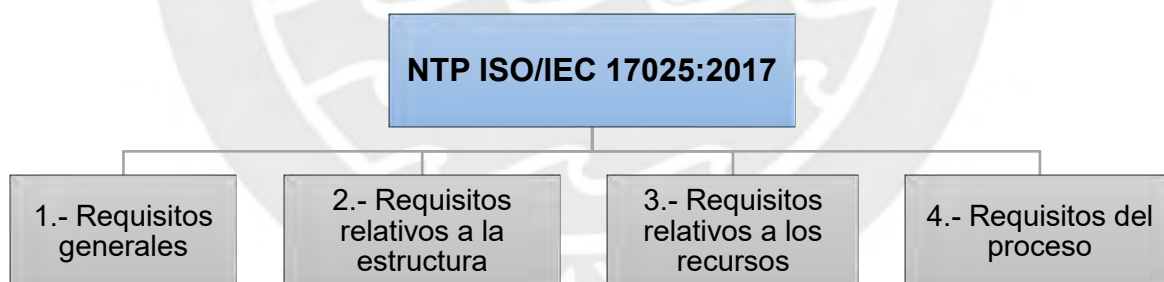 NTP ISO/IEC 17025:2017
1.- Requisitos
generales
2.- Requisitos
relativos a la
estructura
3.- Requisitos
relativos a los
recursos
4.- Requisitos del
proceso